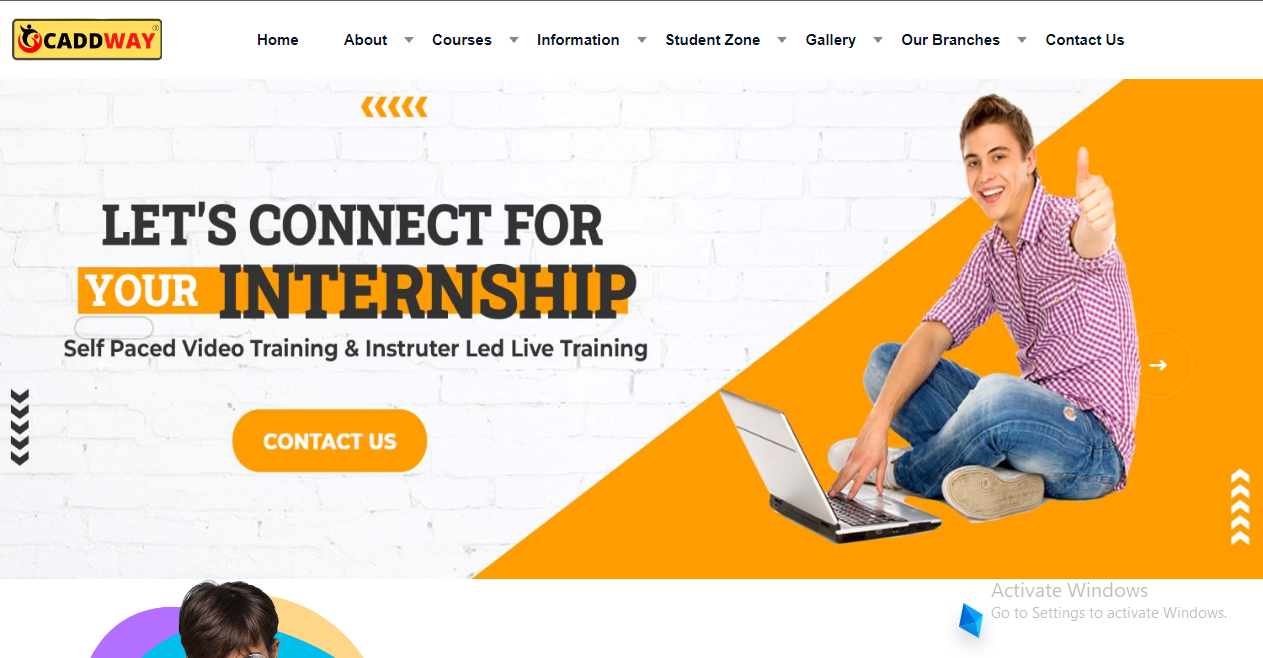 CADDWAY
Home About Courses Information Student Zone Gallery Our Branches Contact Us
LET'S CONNECT FOR
YOUR INTERNSHIP
Self Paced Video Training & Instruter Led Live Training
CONTACT US
Activate Windows
Go to Settings to activate Windows.